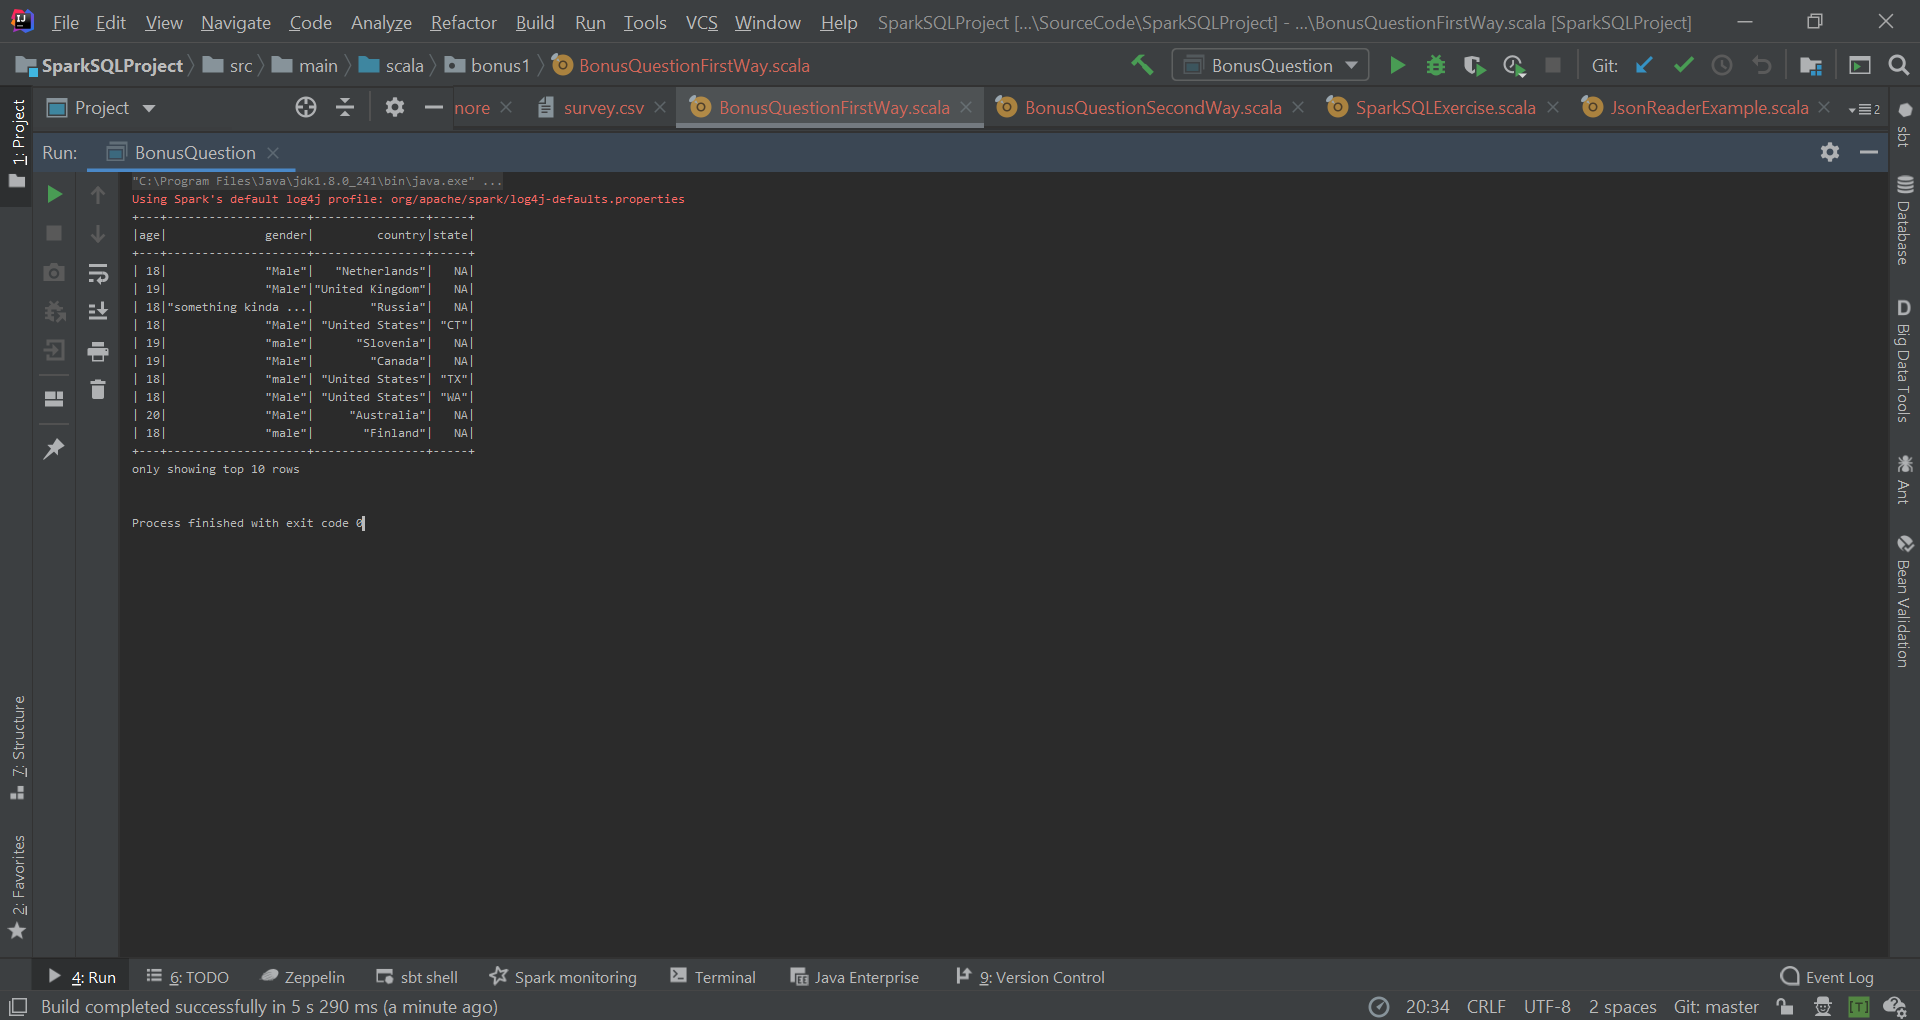 File Edit View Navigate Code Analyze Refactor Build Run Tools VCS Window Help SparkSQLProject [...\SourceCode\SparkSQLProject] - ...\BonusQuestionFirstWay.scala [SparkSQLProject]
SparkSQLProject src main scala bonus1 BonusQuestionFirstWay.scala BonusQuestion Git:
Project nore survey.csv BonusQuestionFirstWay.scala BonusQuestionSecondWay.scala SparkSQLExercise.scala JsonReaderExample.scala 2
Run: BonusQuestion
"C:\Program Files\Java\jdk1.8.0_241\bin\java.exe" ...
Using Spark's default log4j profile: org/apache/spark/log4j-defaults.properties
+---+--------------------+----------------+-----+
|age|              gender|         country|state|
+---+--------------------+----------------+-----+
| 18|              "Male"|   "Netherlands"|   NA|
| 19|              "Male"|"United Kingdom"|   NA|
| 18|"something kinda ...|        "Russia"|   NA|
| 18|              "Male"| "United States"| "CT"|
| 19|              "male"|      "Slovenia"|   NA|
| 19|              "Male"|        "Canada"|   NA|
| 18|              "male"| "United States"| "TX"|
| 18|              "Male"| "United States"| "WA"|
| 20|              "Male"|     "Australia"|   NA|
| 18|              "male"|       "Finland"|   NA|
+---+--------------------+----------------+-----+
only showing top 10 rows
Process finished with exit code 0
1: Project
7: Structure
2: Favorites
sbt
Database
D Big Data Tools
Ant
Bean Validation
4: Run 6: TODO Zeppelin sbt shell Spark monitoring Terminal Java Enterprise 9: Version Control Event Log
Build completed successfully in 5 s 290 ms (a minute ago) 20:34 CRLF UTF-8 2 spaces Git: master [T]